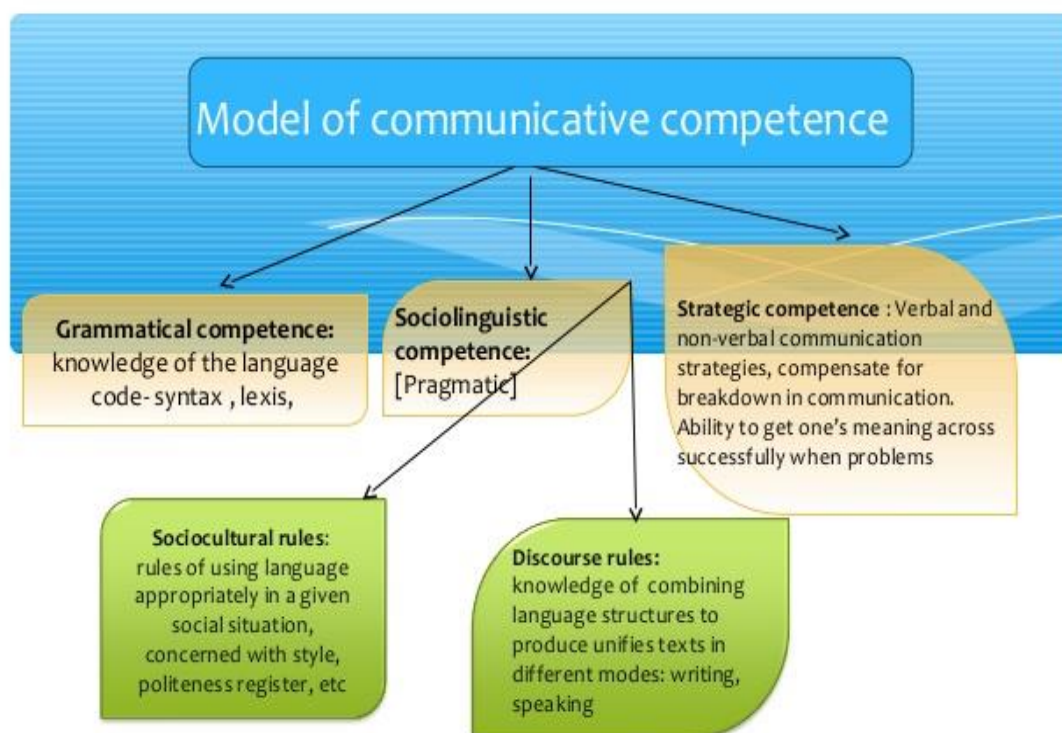 Model of communicative competence
Grammatical competence:
knowledge of the language
code- syntax , lexis,
Sociolinguistic
competence:
[Pragmatic]
Strategic competence : Verbal and
non-verbal communication
strategies, compensate for
breakdown in communication.
Ability to get one's meaning across
successfully when problems
Sociocultural rules:
rules of using language
appropriately in a given
social situation,
concerned with style,
politeness register, etc
Discourse rules:
knowledge of combining
language structures to
produce unifies texts in
different modes: writing,
speaking